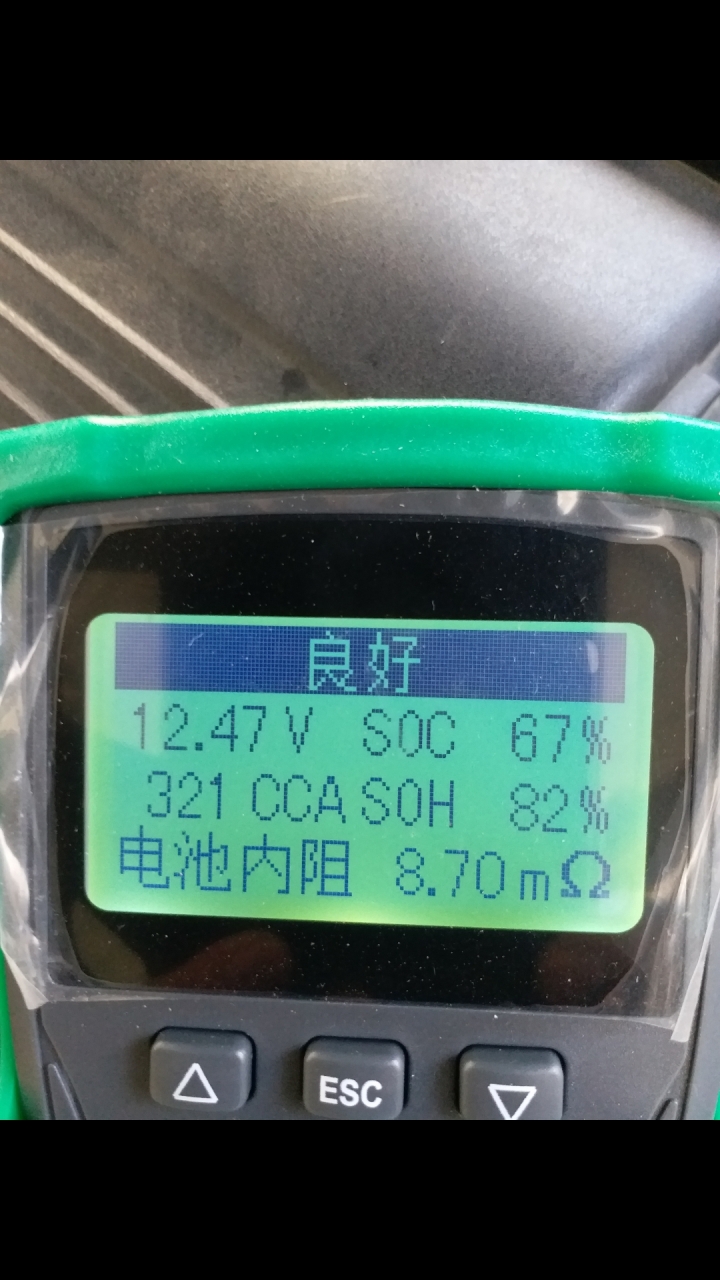 良好
12.47V SOC 67%
321 CCA SOH 82%
电池内阻 8.70mΩ
△ ESC ▽